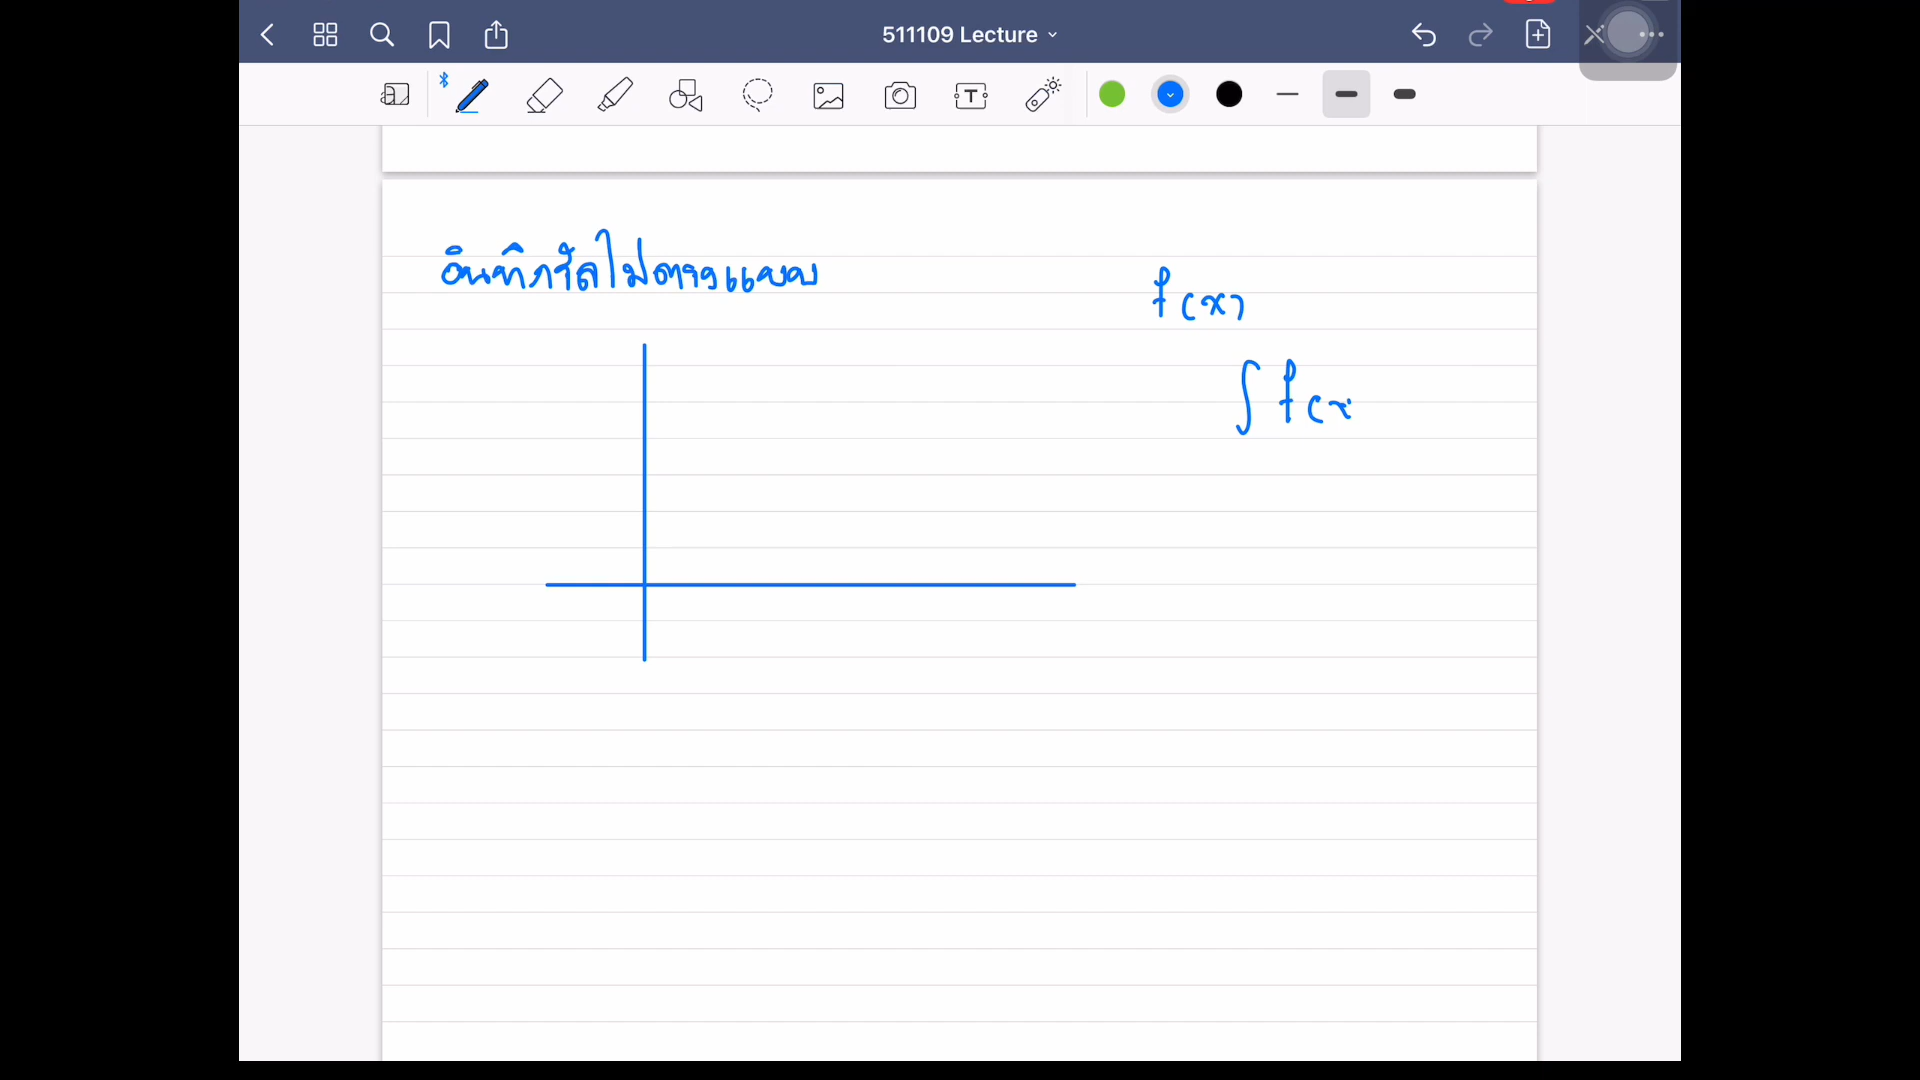 511109 Lecture
อินทิกรัลไม่ตรงแบบ
f(x)
∫ f(x